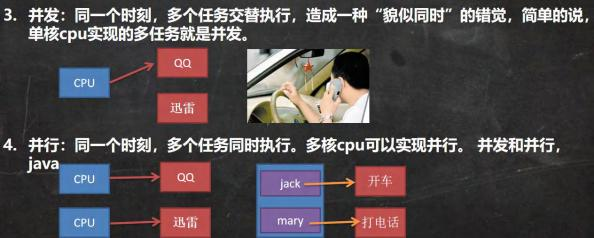 3. 并发：同一个时刻，多个任务交替执行，造成一种“貌似同时”的错觉，简单的说，
单核cpu实现的多任务就是并发。
CPU
QQ
迅雷
4. 并行：同一个时刻，多个任务同时执行。多核cpu可以实现并行。 并发和并行，
java
CPU
QQ
jack
开车
CPU
迅雷
mary
打电话